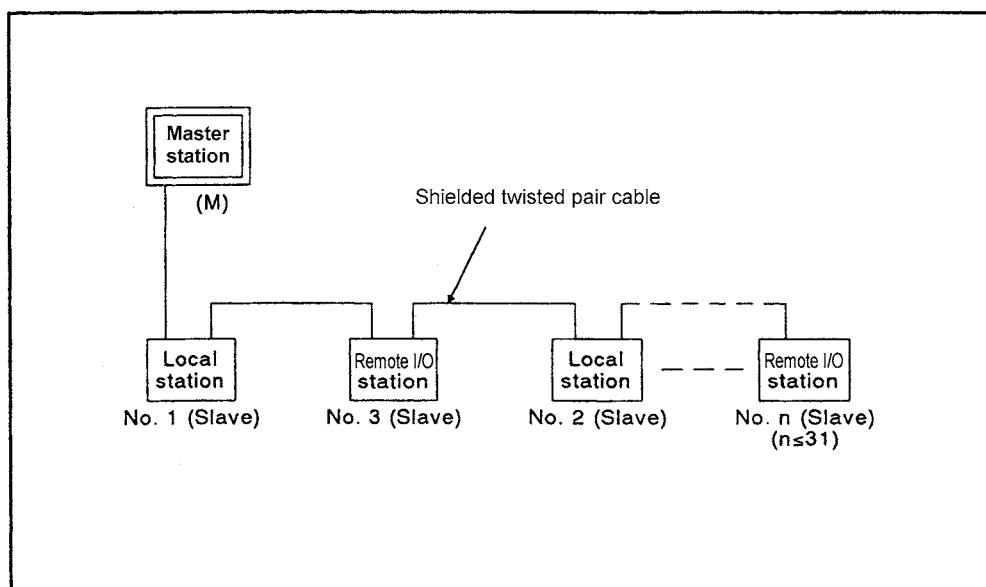 Master
station
(M)
Shielded twisted pair cable
Local
station
Remote I/O
station
Local
station
Remote I/O
station
No. 1 (Slave)
No. 3 (Slave)
No. 2 (Slave)
No. n (Slave)
(n≤31)